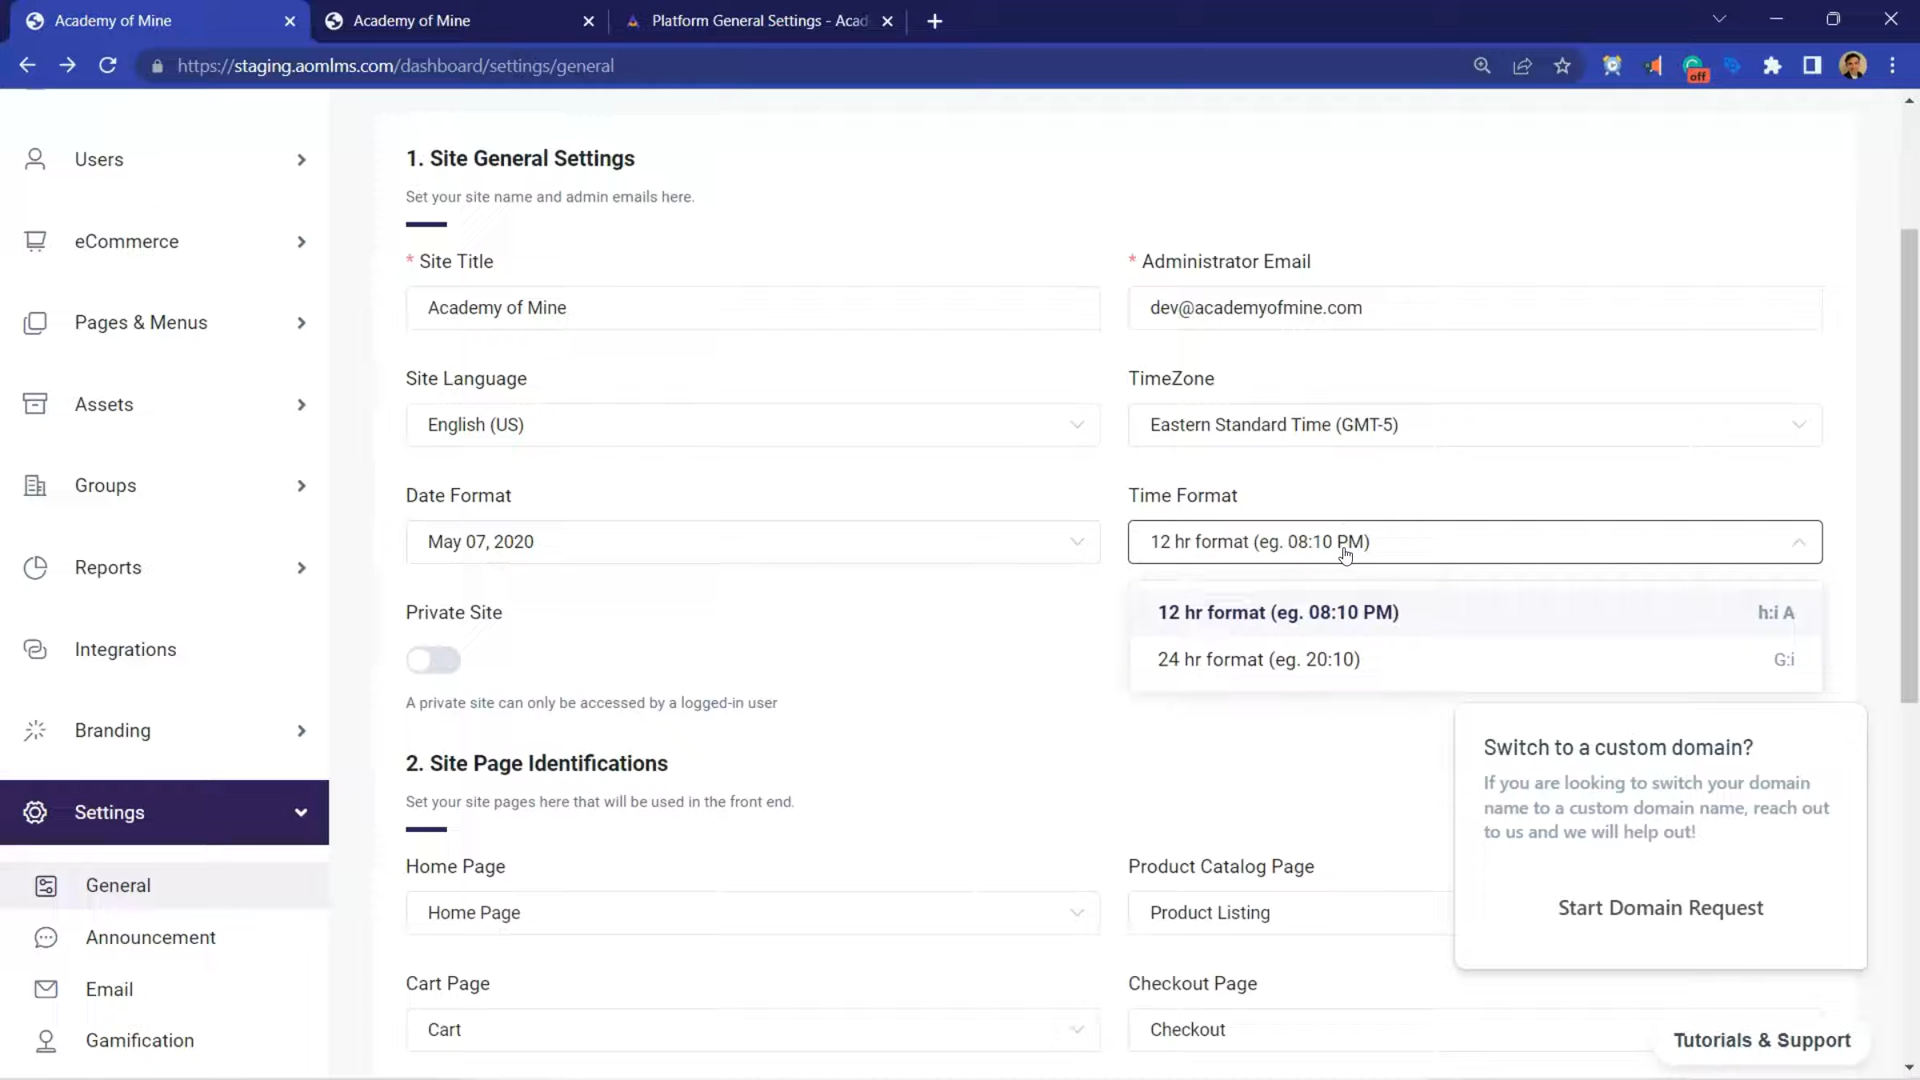 Academy of Mine
Academy of Mine
Platform General Settings - Acad
https://staging.aomlms.com/dashboard/settings/general
off
Users
eCommerce
Pages & Menus
Assets
Groups
Reports
Integrations
Branding
Settings
General
Announcement
Email
Gamification
1. Site General Settings
Set your site name and admin emails here.
* Site Title
Academy of Mine
* Administrator Email
dev@academyofmine.com
Site Language
English (US)
TimeZone
Eastern Standard Time (GMT-5)
Date Format
May 07, 2020
Time Format
12 hr format (eg. 08:10 PM)
12 hr format (eg. 08:10 PM) h:i A
24 hr format (eg. 20:10) G:i
Private Site
A private site can only be accessed by a logged-in user
2. Site Page Identifications
Set your site pages here that will be used in the front end.
Home Page
Home Page
Product Catalog Page
Product Listing
Cart Page
Cart
Checkout Page
Checkout
Switch to a custom domain?
If you are looking to switch your domain
name to a custom domain name, reach out
to us and we will help out!
Start Domain Request
Tutorials & Support